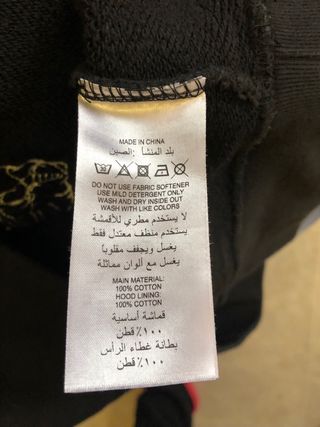 MADE IN CHINA
بلد المنشأ :الصين
DO NOT USE FABRIC SOFTENER
USE MILD DETERGENT ONLY
WASH AND DRY INSIDE OUT
WASH WITH LIKE COLORS
لا يستخدم مطري للأقمشة
يستخدم منظف معتدل فقط
يغسل ويجفف مقلوباً
يغسل مع ألوان مماثلة
MAIN MATERIAL:
100% COTTON
HOOD LINING:
100% COTTON
قماشة أساسية
١٠٠٪ قطن
بطانة غطاء الرأس
١٠٠٪ قطن